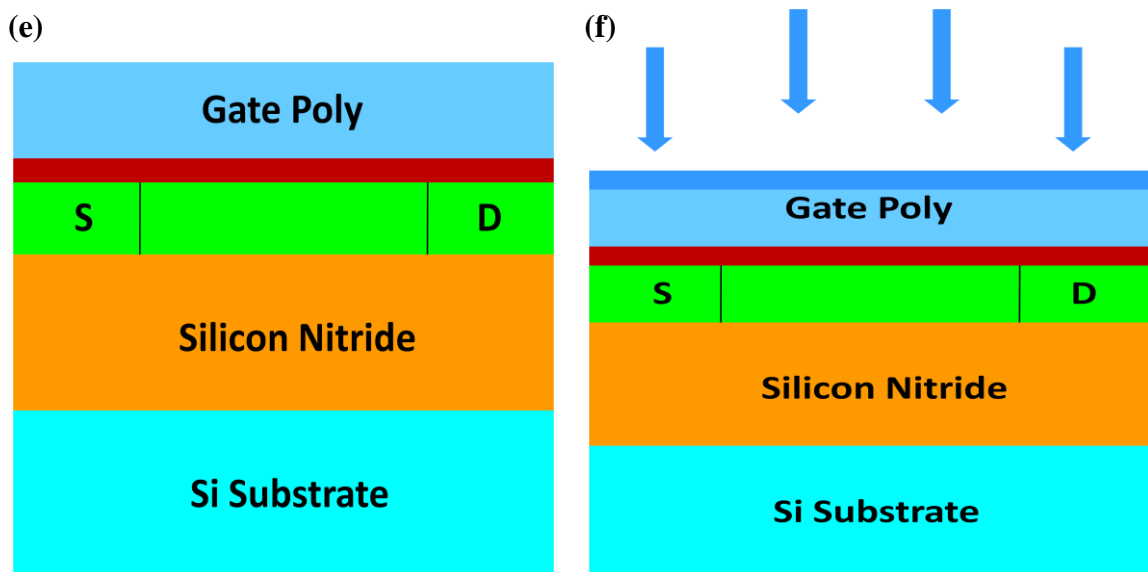 (e)
Gate Poly
S
D
Silicon Nitride
Si Substrate
(f)
Gate Poly
S
D
Silicon Nitride
Si Substrate